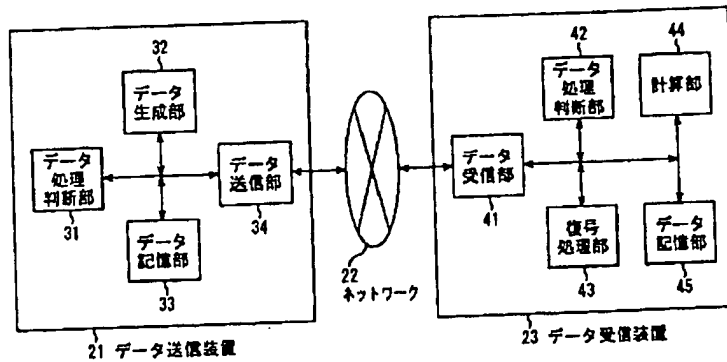 32
データ
生成部
データ
処理
判断部
31
データ
送信部
34
データ
記憶部
33
21 データ送信装置
22
ネットワーク
42
データ
処理
判断部
44
計算部
データ
受信部
41
復号
処理部
43
データ
記憶部
45
23 データ受信装置